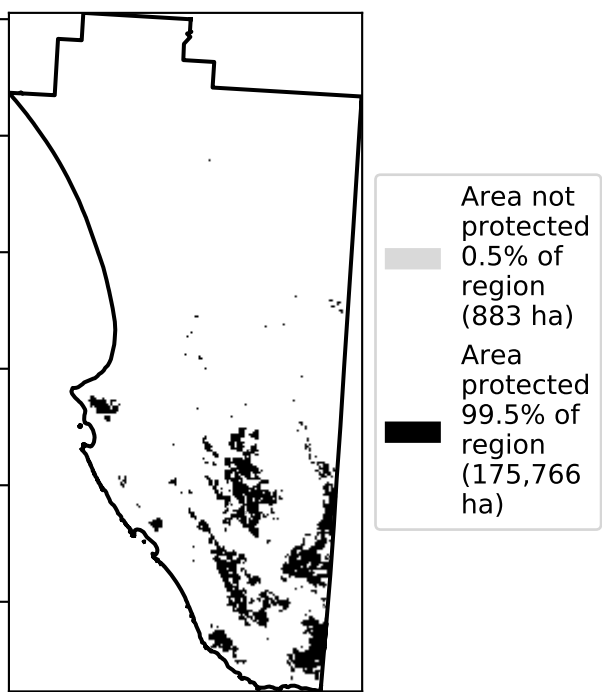 Area not
protected
0.5% of
region
(883 ha)
Area
protected
99.5% of
region
(175,766
ha)